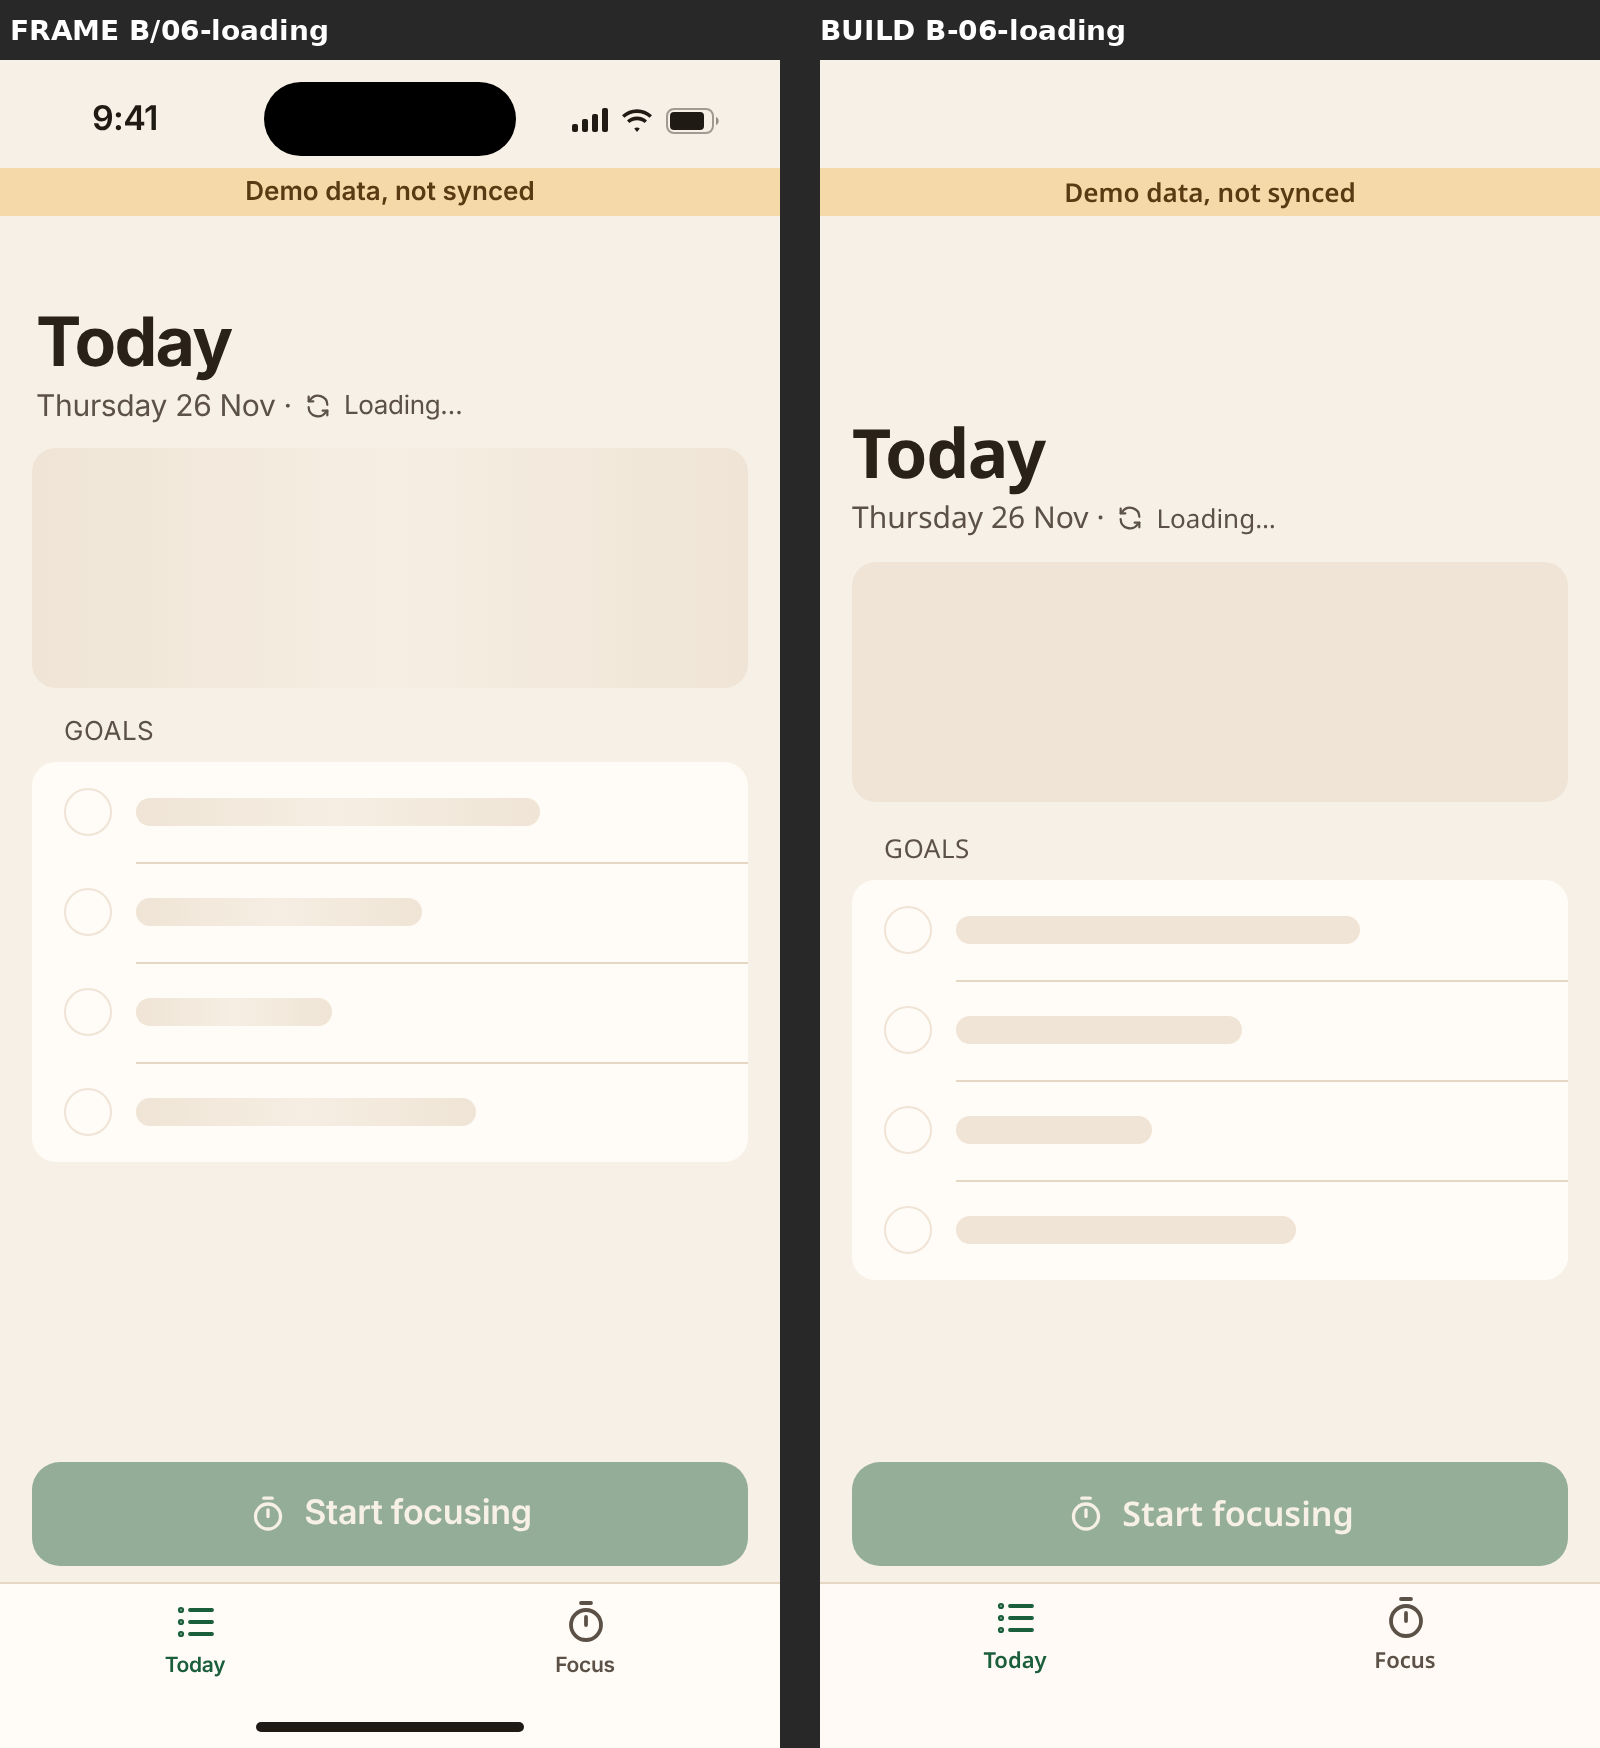 FRAME B/06-loading
9:41
Demo data, not synced
Today
Thursday 26 Nov · Loading...
GOALS
Start focusing
Today
Focus
BUILD B-06-loading
Demo data, not synced
Today
Thursday 26 Nov · Loading...
GOALS
Start focusing
Today
Focus